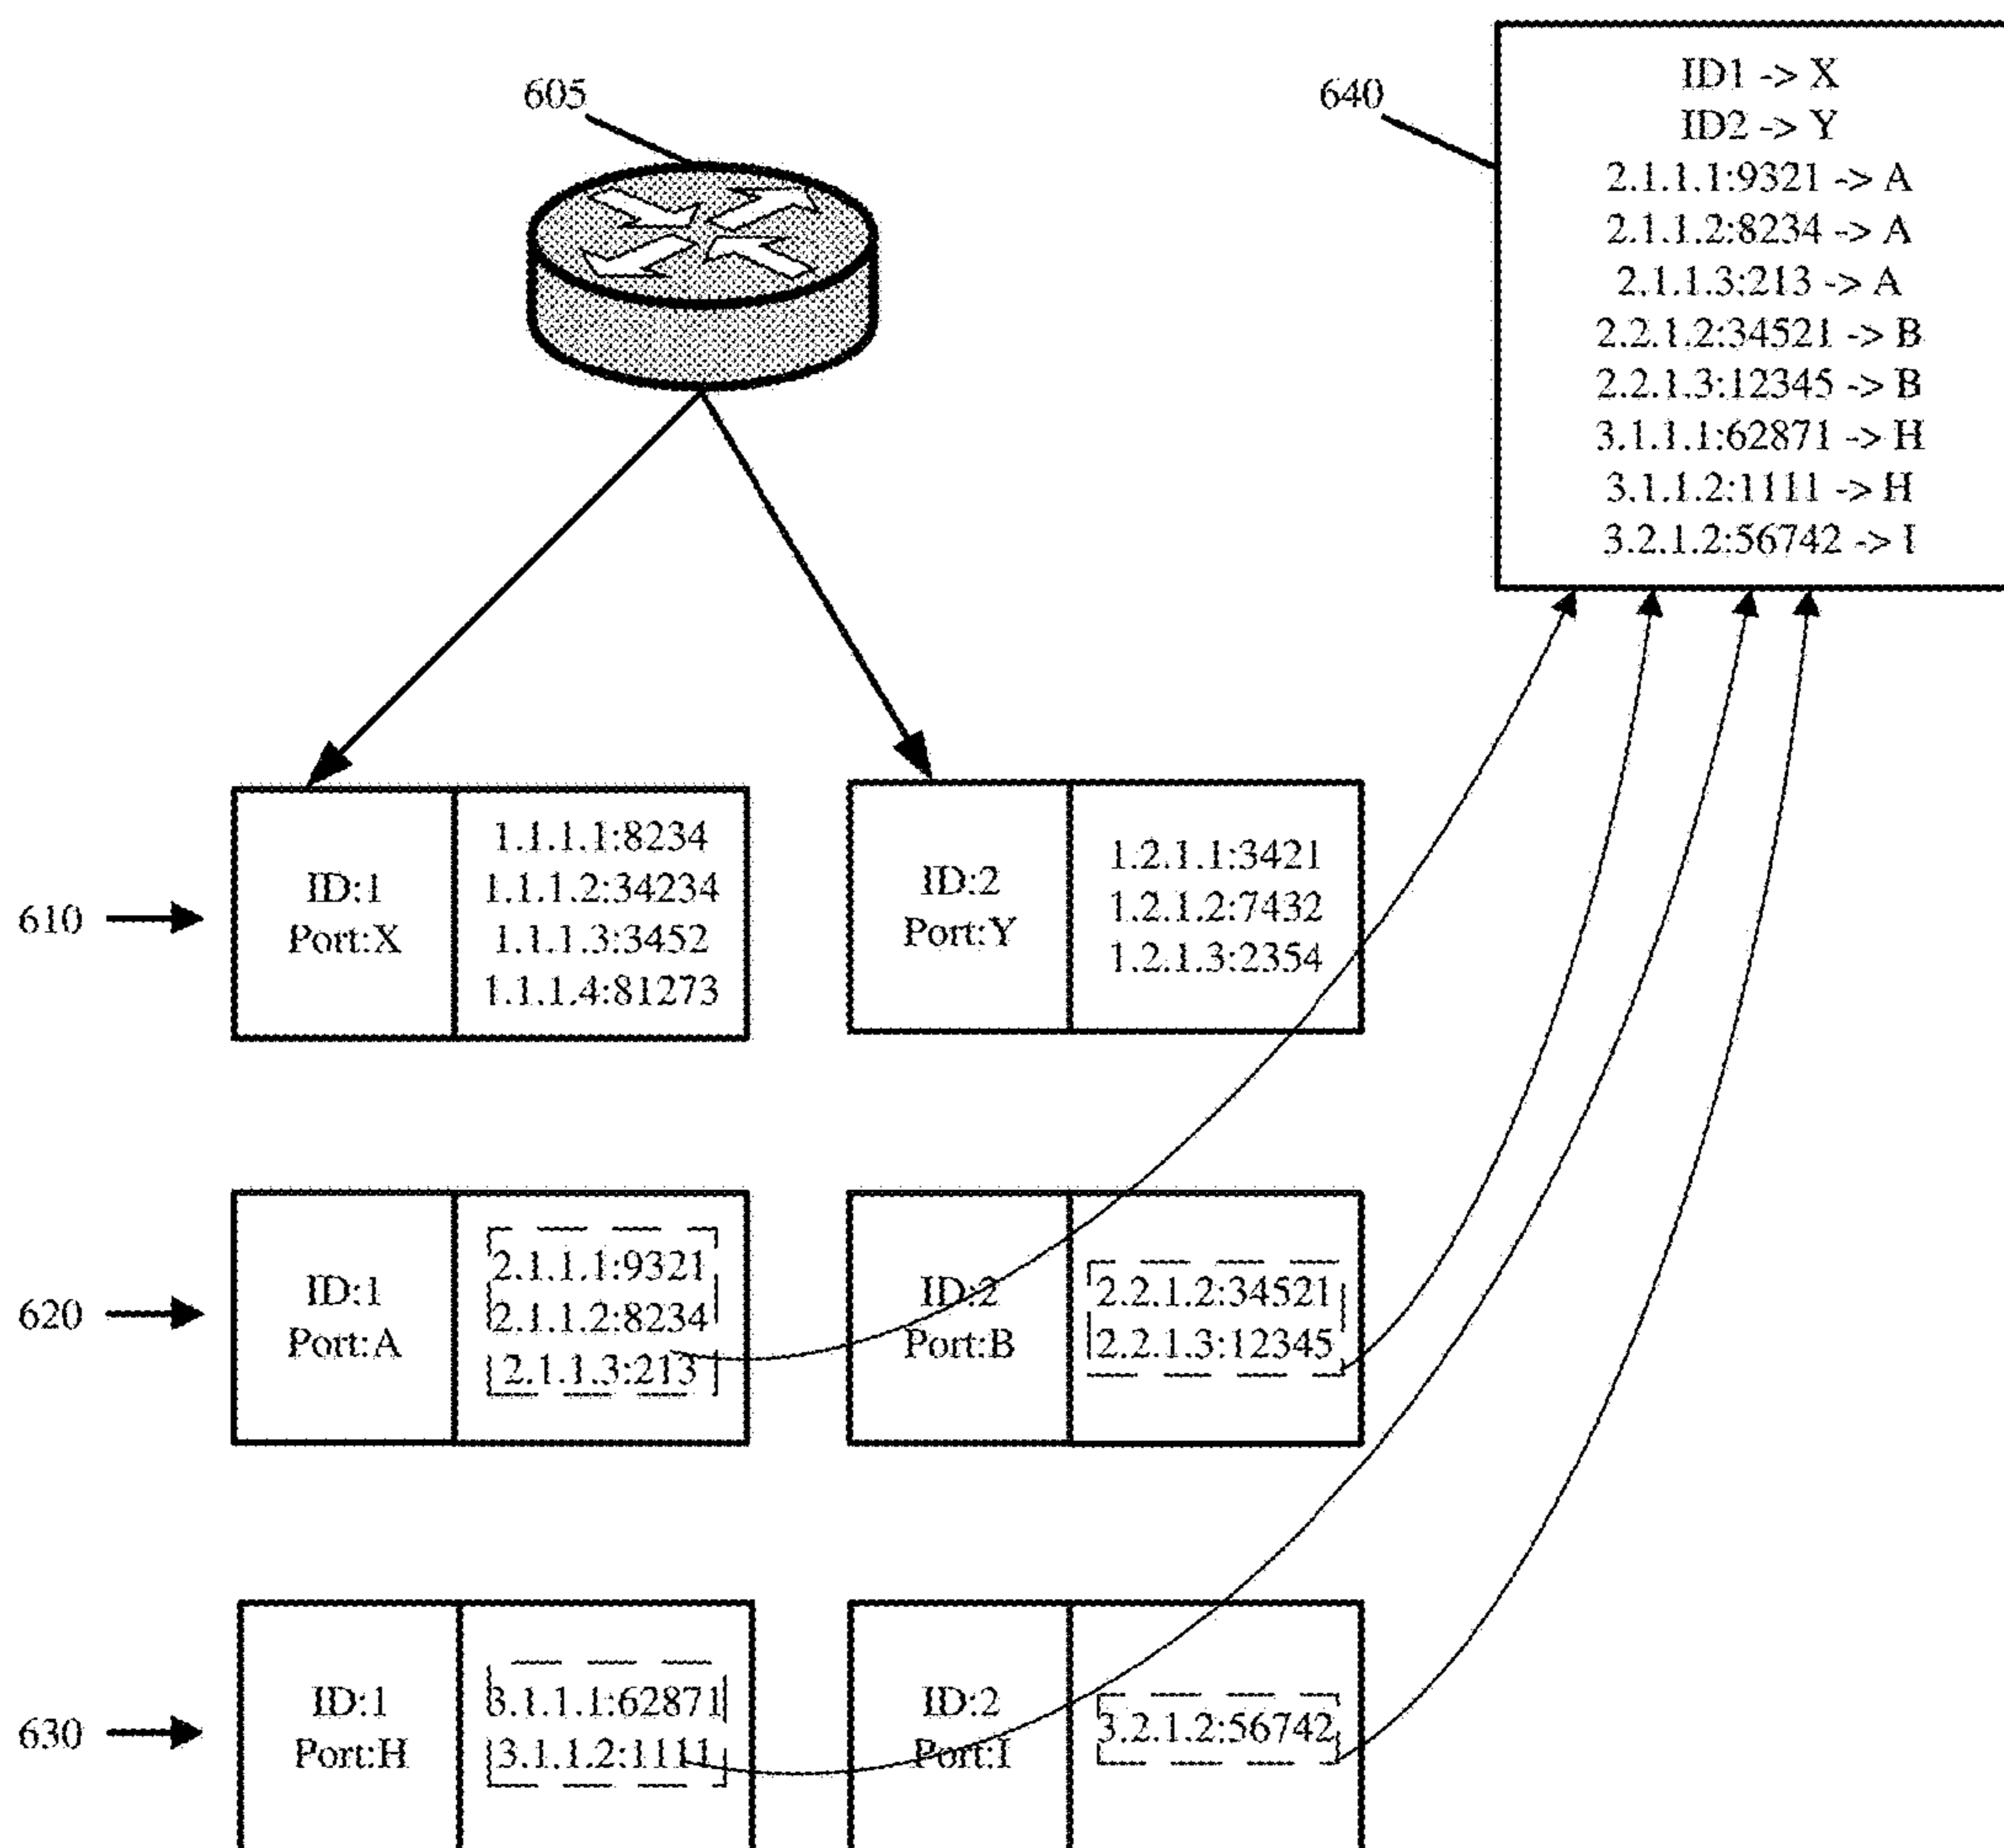 605
640
ID1 -> X
ID2 -> Y
2.1.1.1:9321 -> A
2.1.1.2:8234 -> A
2.1.1.3:213 -> A
2.2.1.2:34521 -> B
2.2.1.3:12345 -> B
3.1.1.1:62871 -> H
3.1.1.2:1111 -> H
3.2.1.2:56742 -> I
610
ID:1
Port:X
1.1.1.1:8234
1.1.1.2:34234
1.1.1.3:3452
1.1.1.4:81273
ID:2
Port:Y
1.2.1.1:3421
1.2.1.2:7432
1.2.1.3:2354
620
ID:1
Port:A
2.1.1.1:9321
2.1.1.2:8234
2.1.1.3:213
ID:2
Port:B
2.2.1.2:34521
2.2.1.3:12345
630
ID:1
Port:H
3.1.1.1:62871
3.1.1.2:1111
ID:2
Port:I
3.2.1.2:56742